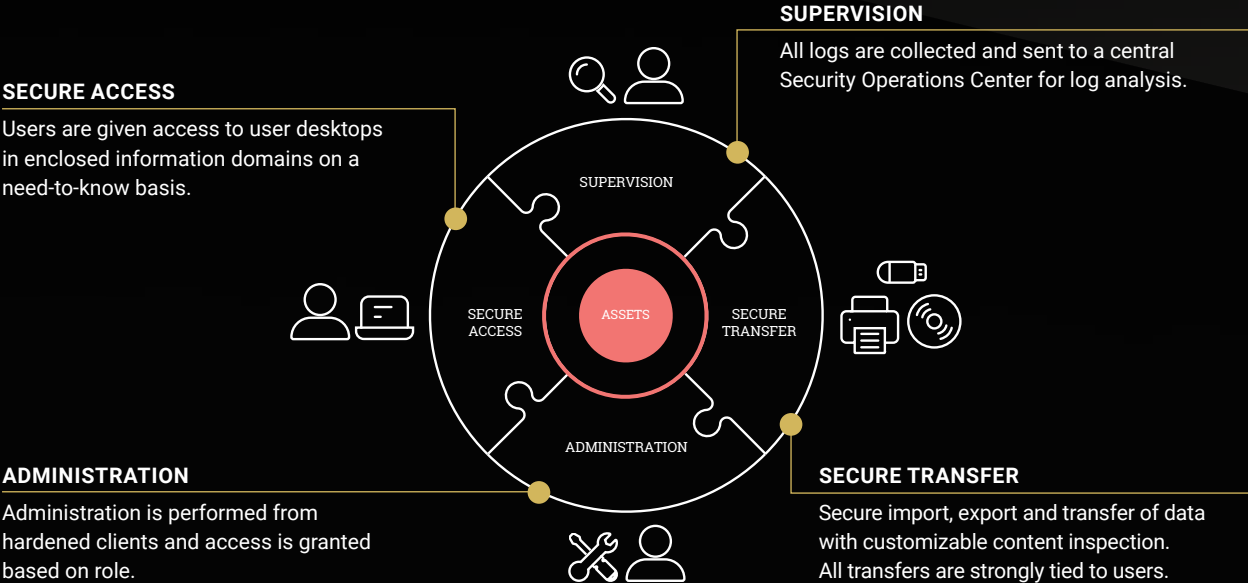 SUPERVISION
All logs are collected and sent to a central
Security Operations Center for log analysis.
SECURE ACCESS
Users are given access to user desktops
in enclosed information domains on a
need-to-know basis.
SUPERVISION
SECURE
ACCESS
ASSETS
SECURE
TRANSFER
ADMINISTRATION
ADMINISTRATION
Administration is performed from
hardened clients and access is granted
based on role.
SECURE TRANSFER
Secure import, export and transfer of data
with customizable content inspection.
All transfers are strongly tied to users.